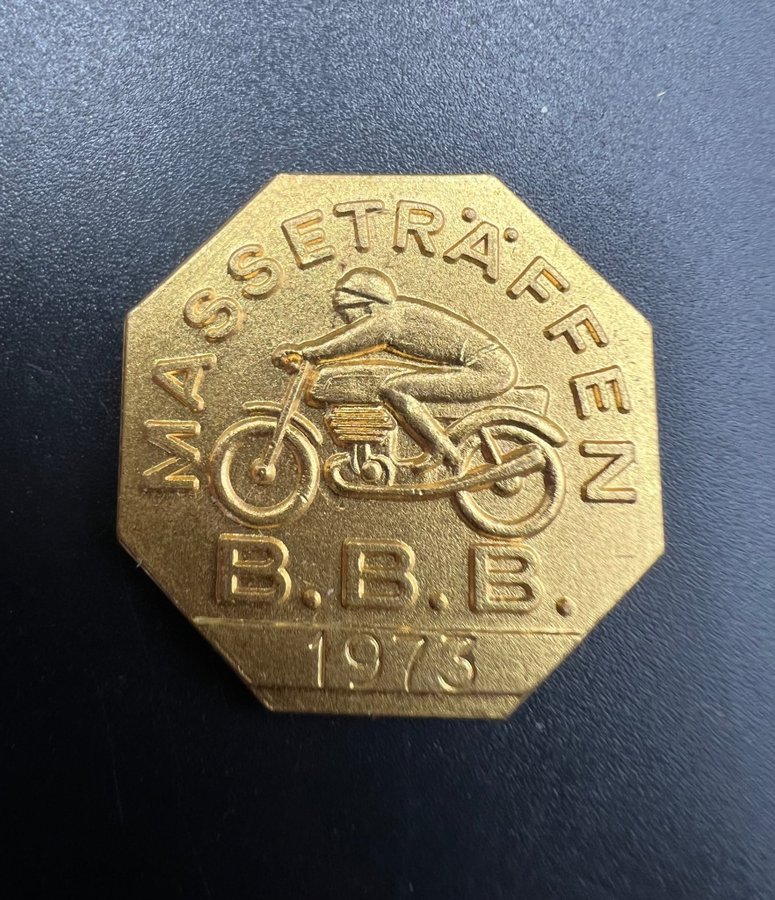 MASSETRÄFFEN
B.B.B.
1973